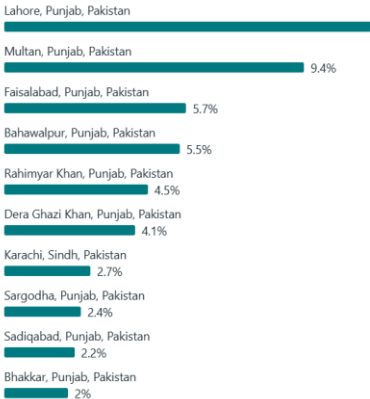 Lahore, Punjab, Pakistan
Multan, Punjab, Pakistan
9.4%
Faisalabad, Punjab, Pakistan
5.7%
Bahawalpur, Punjab, Pakistan
5.5%
Rahimyar Khan, Punjab, Pakistan
4.5%
Dera Ghazi Khan, Punjab, Pakistan
4.1%
Karachi, Sindh, Pakistan
2.7%
Sargodha, Punjab, Pakistan
2.4%
Sadiqabad, Punjab, Pakistan
2.2%
Bhakkar, Punjab, Pakistan
2%